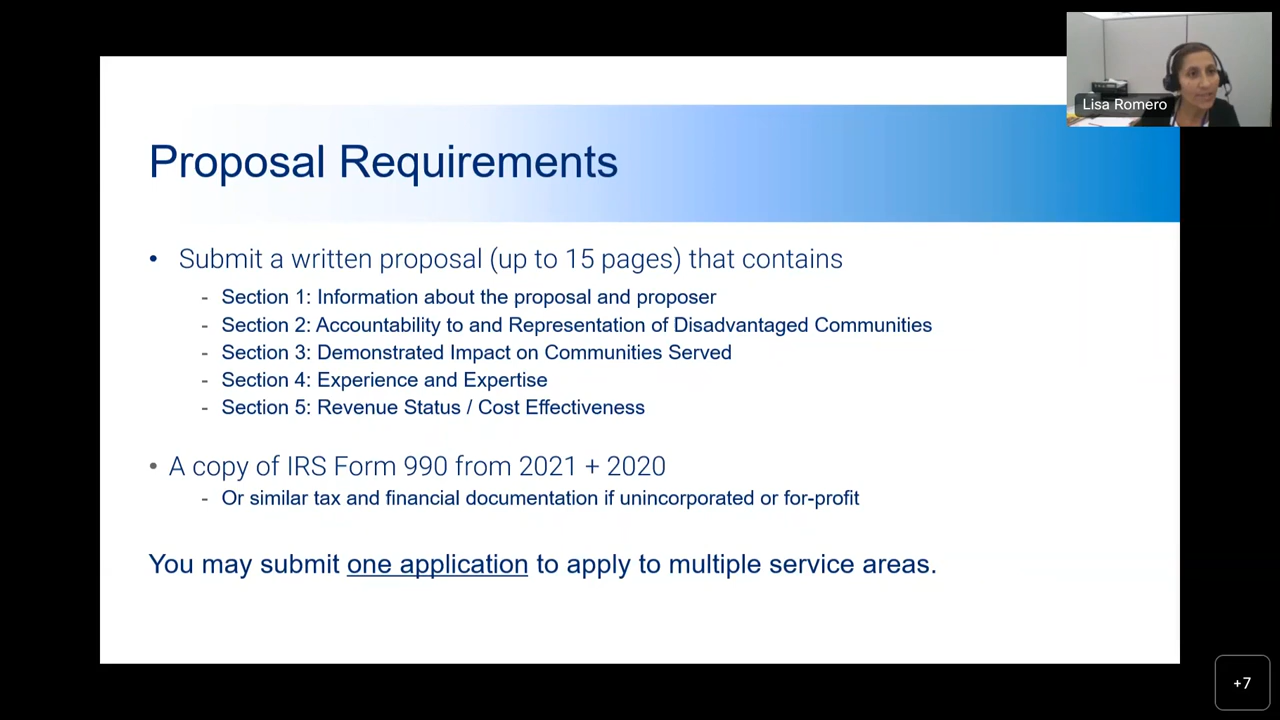 Lisa Romero
Proposal Requirements
• Submit a written proposal (up to 15 pages) that contains
- Section 1: Information about the proposal and proposer
- Section 2: Accountability to and Representation of Disadvantaged Communities
- Section 3: Demonstrated Impact on Communities Served
- Section 4: Experience and Expertise
- Section 5: Revenue Status / Cost Effectiveness
• A copy of IRS Form 990 from 2021 + 2020
- Or similar tax and financial documentation if unincorporated or for-profit
You may submit one application to apply to multiple service areas.
+7